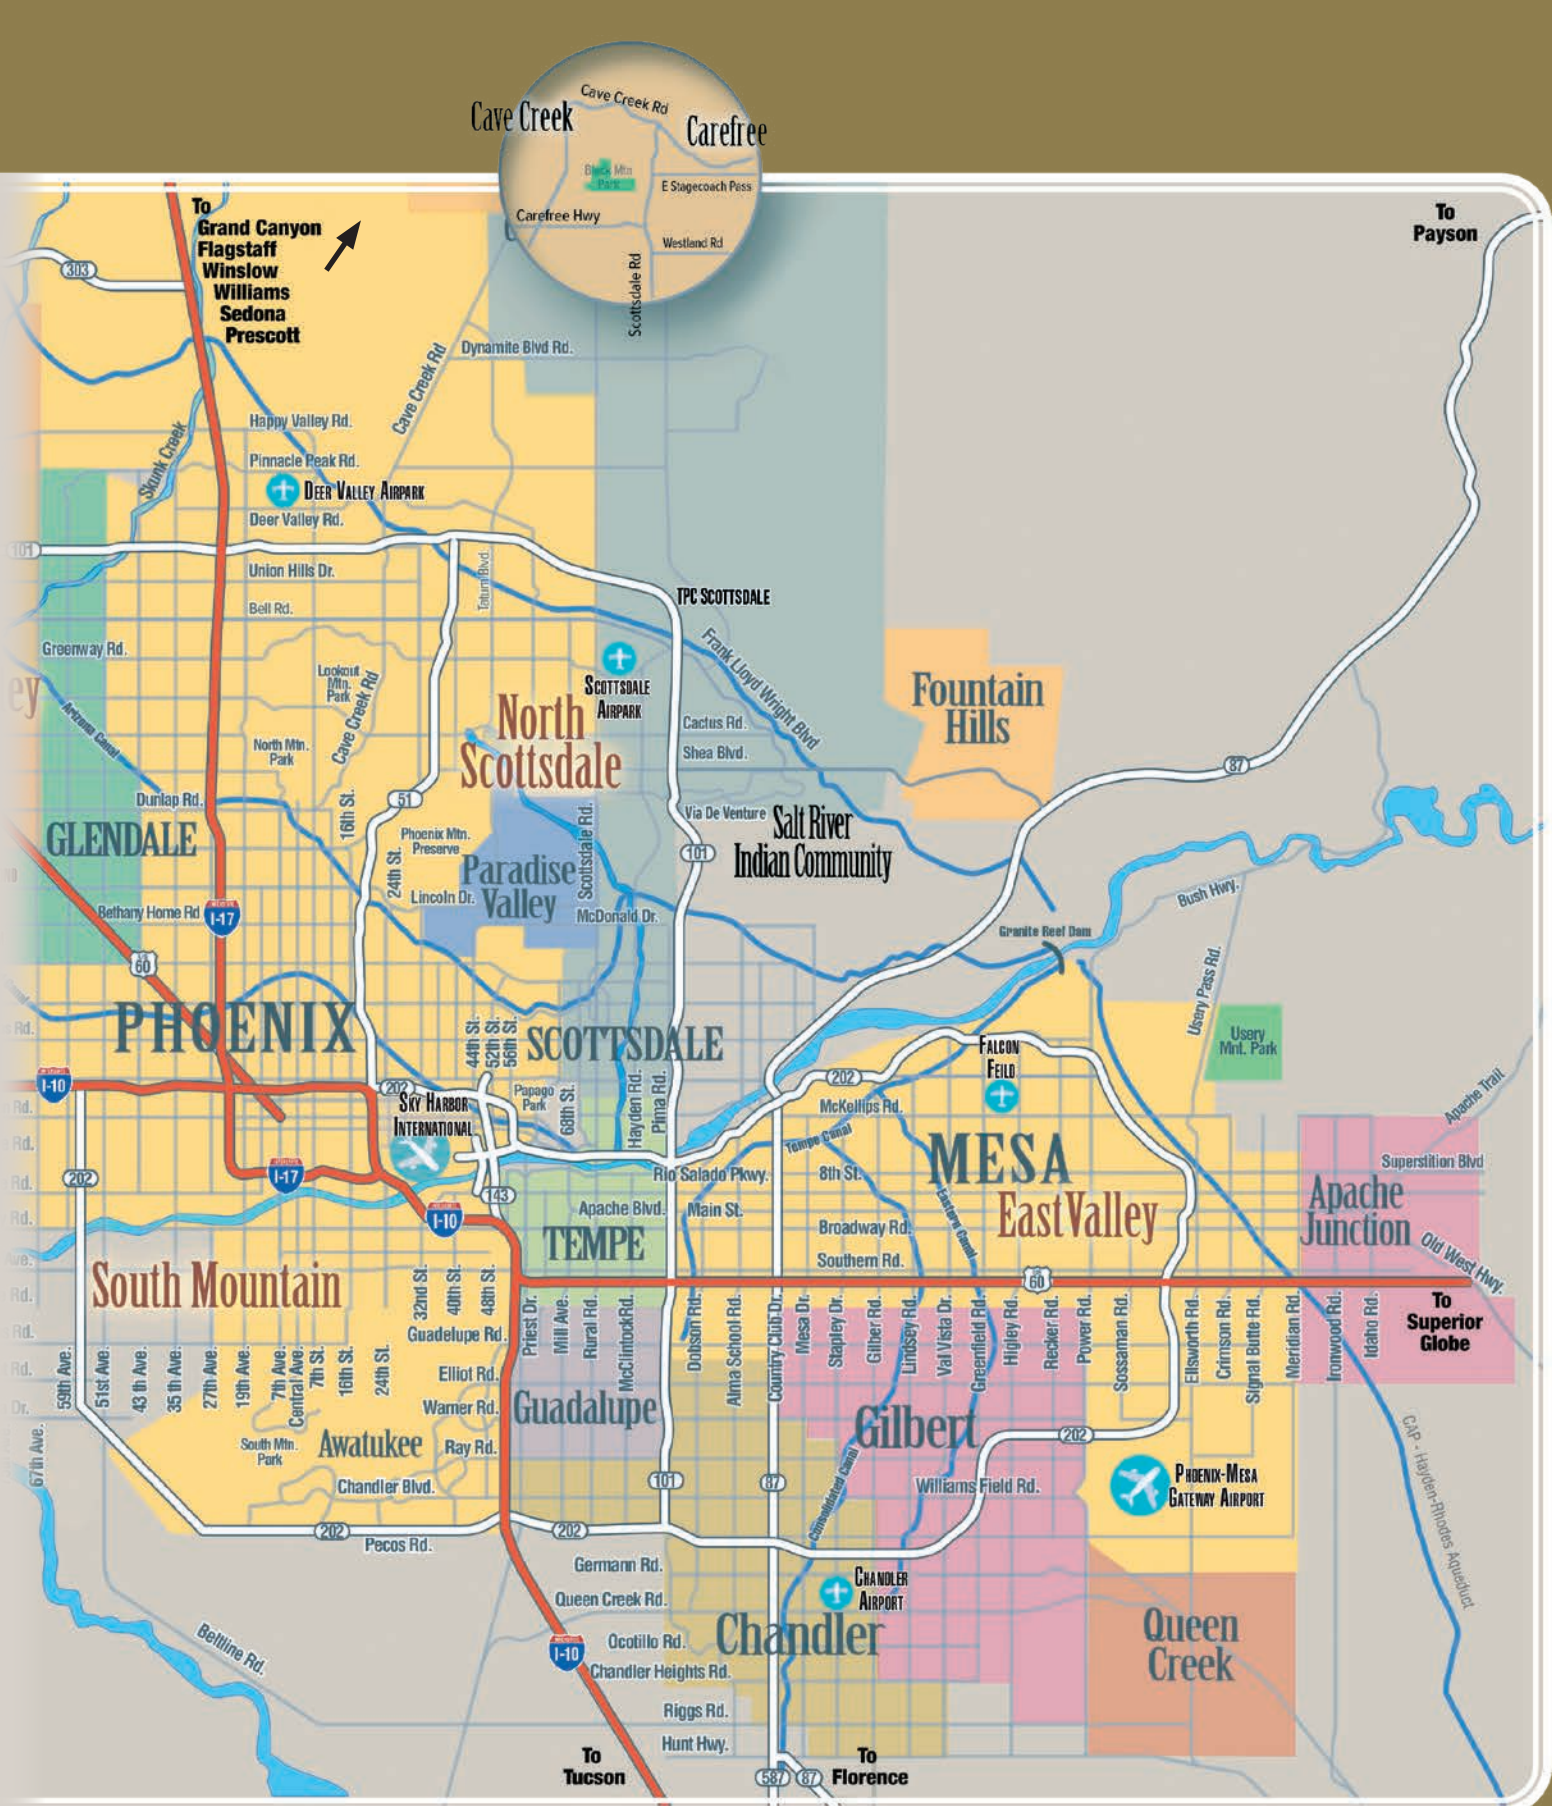 Cave Creek Rd
Cave Creek
Carefree
Black Mtn
Park
E Stagecoach Pass
Carefree Hwy
Westland Rd
Scottsdale Rd
To
Grand Canyon
Flagstaff
Winslow
Williams
Sedona
Prescott
To
Payson
303
Dynamite Blvd Rd.
Cave Creek Rd
Happy Valley Rd.
Skunk Creek
Pinnacle Peak Rd.
DEER VALLEY AIRPARK
Deer Valley Rd.
101
Union Hills Dr.
Tatum Blvd.
Bell Rd.
TPC SCOTTSDALE
Greenway Rd.
Frank Lloyd Wright Blvd
Lookout
Mtn.
Park
Cave Creek Rd
SCOTTSDALE
AIRPARK
ey
Arizona Canal
North
Scottsdale
Fountain
Hills
Cactus Rd.
North Mtn.
Park
Shea Blvd.
87
Dunlap Rd.
51
16th St.
Via De Venture
Salt River
Indian Community
GLENDALE
Phoenix Mtn.
Preserve
Scottsdale Rd.
101
24th St.
Paradise
Valley
Lincoln Dr.
Bush Hwy.
Bethany Home Rd
I-17
McDonald Dr.
Granite Reef Dam
60
Usery Pass Rd.
PHOENIX
44th St.
52th St.
56th St.
SCOTTSDALE
Rd.
Usery
Mnt. Park
FALCON
FEILD
I-10
202
202
Papago
Park
68th St.
Hayden Rd.
Pima Rd.
SKY HARBOR
INTERNATIONAL
McKellips Rd.
Apache Trail
Rd.
Tempe Canal
MESA
Rd.
Rio Salado Pkwy.
8th St.
Superstition Blvd
202
I-17
143
Rd.
Apache Blvd.
Main St.
Eastern Canal
EastValley
Apache
Junction
I-10
Rd.
Broadway Rd.
TEMPE
Southern Rd.
Old West Hwy.
Ave.
South Mountain
60
32nd St.
40th St.
48th St.
Rd.
Priest Dr.
Mill Ave.
Rural Rd.
McClintockRd.
Dobson Rd.
Alma School Rd.
Country Club Dr.
Mesa Dr.
Stapley Dr.
Gilber Rd.
Lindsey Rd.
Val Vista Dr.
Greenfield Rd.
Higley Rd.
Recker Rd.
Power Rd.
Sossaman Rd.
Ellsworth Rd.
Crimson Rd.
Signal Butte Rd.
Meridian Rd.
Ironwood Rd.
Idaho Rd.
To
Superior
Globe
Guadelupe Rd.
Rd.
Elliot Rd.
Rd.
59th Ave.
51st Ave.
43 th Ave.
35 th Ave.
27th Ave.
19th Ave.
7th Ave.
Central Ave.
7th St.
16th St.
24th St.
Warner Rd.
Dr.
Guadalupe
Gilbert
202
67th Ave.
South Mtn.
Park
Awatukee
Ray Rd.
CAP - Hayden-Rhodes Aqueduct
Chandler Blvd.
101
87
Consolidated Canal
Williams Field Rd.
PHOENIX-MESA
GATEWAY AIRPORT
202
Pecos Rd.
202
Germann Rd.
CHANDLER
AIRPORT
Queen Creek Rd.
Chandler
Queen
Creek
Beltline Rd.
I-10
Ocotillo Rd.
Chandler Heights Rd.
Riggs Rd.
Hunt Hwy.
To
Tucson
587
87
To
Florence